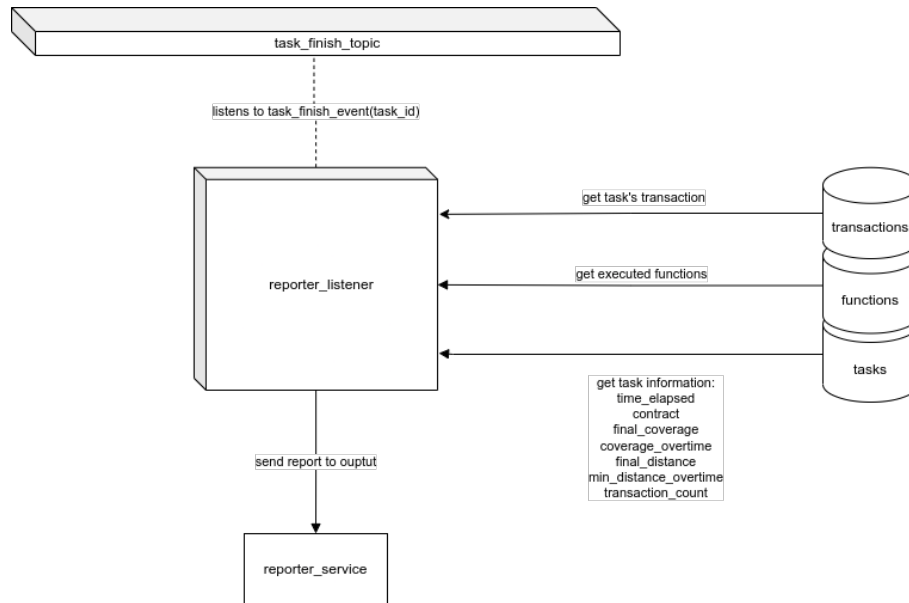 task_finish_topic
listens to task_finish_event(task_id)
get task's transaction
transactions
reporter_listener
get executed functions
functions
tasks
get task information:
time_elapsed
contract
final_coverage
coverage_overtime
final_distance
min_distance_overtime
transaction_count
send report to ouptut
reporter_service